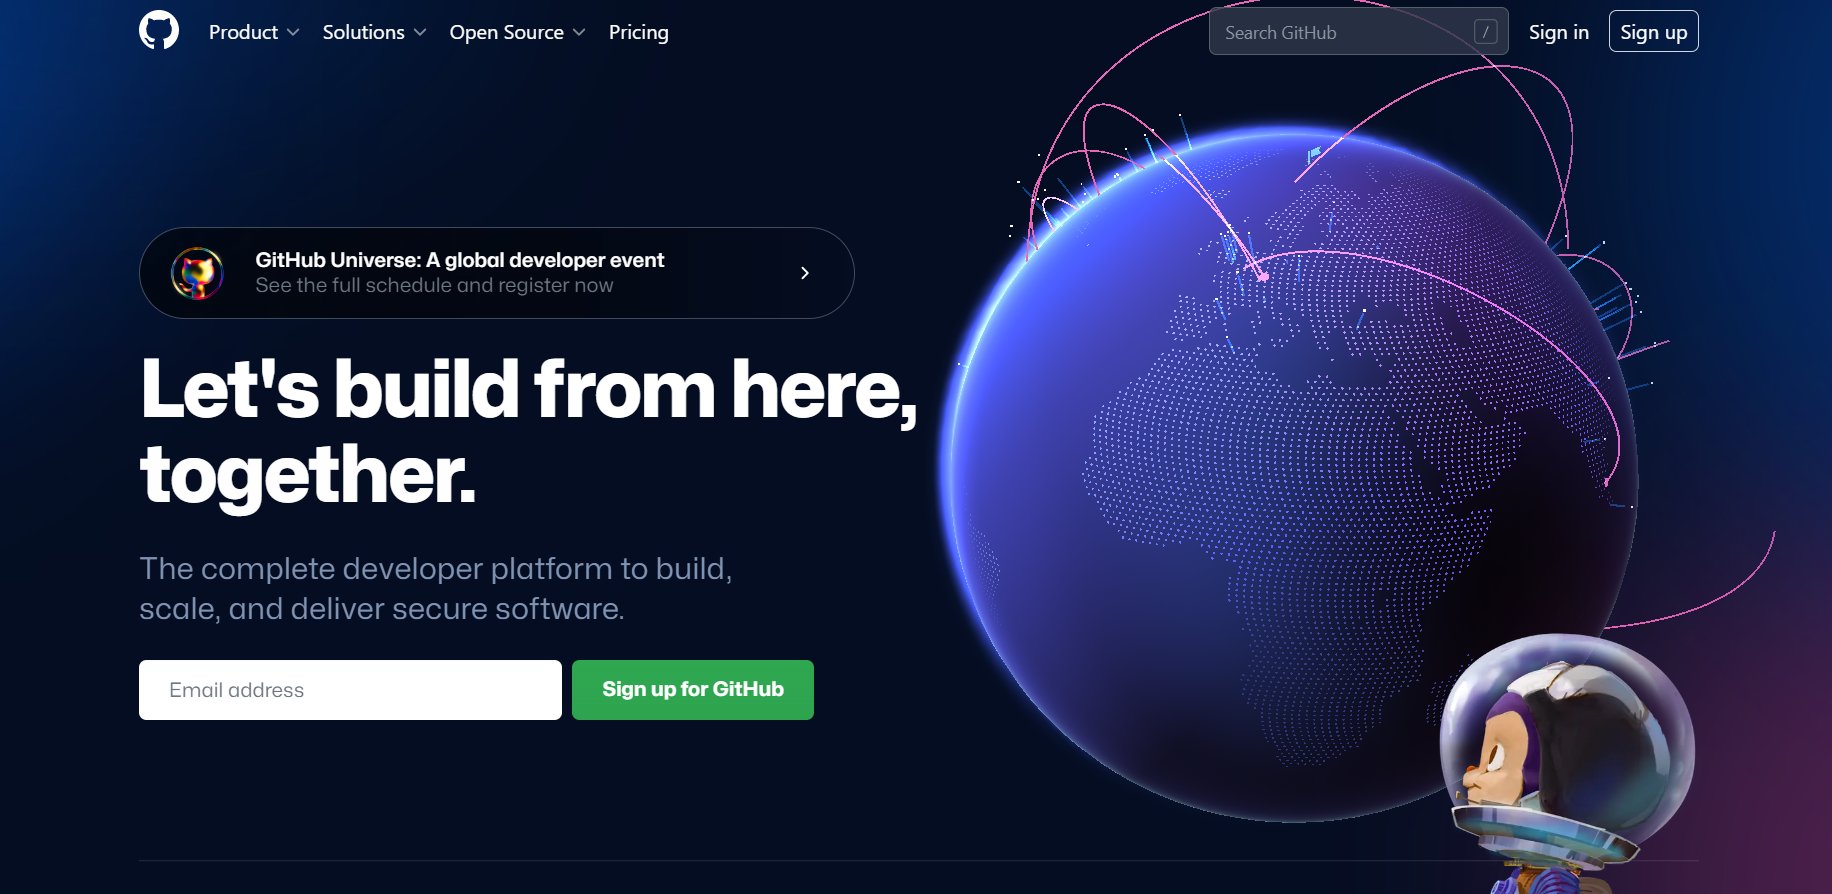 Product
Solutions
Open Source
Pricing
Search GitHub
/
Sign in
Sign up
GitHub Universe: A global developer event
See the full schedule and register now
Let's build from here,
together.
The complete developer platform to build,
scale, and deliver secure software.
Email address
Sign up for GitHub